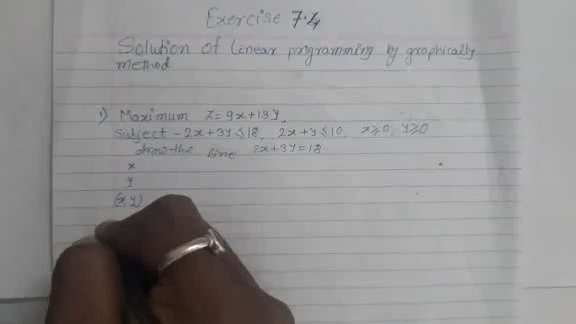 Exercise 7.4
Solution of linear programming by graphically
method
1) Maximum Z=9x+13y,
subject - 2x+3y≤18, 2x+y≤10, x≥0, y≥0
draw the line 2x+3y=18
x
y
(x,y)